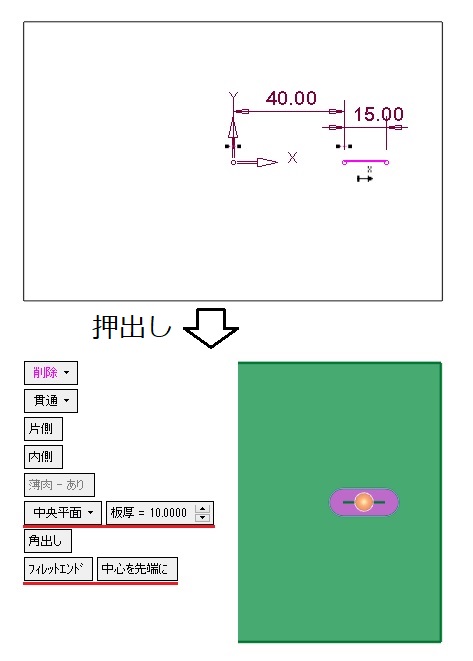 Y
40.00
15.00
X
x
押出し
削除
貫通
片側
内側
薄肉 - あり
中央平面 板厚 = 10.0000
角出し
フィレットエンド 中心を先端に